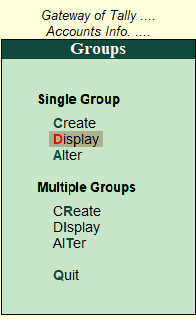 Gateway of Tally ....
Accounts Info. ....
Groups
Single Group
Create
Display
Alter
Multiple Groups
CReate
DIsplay
AlTer
Quit